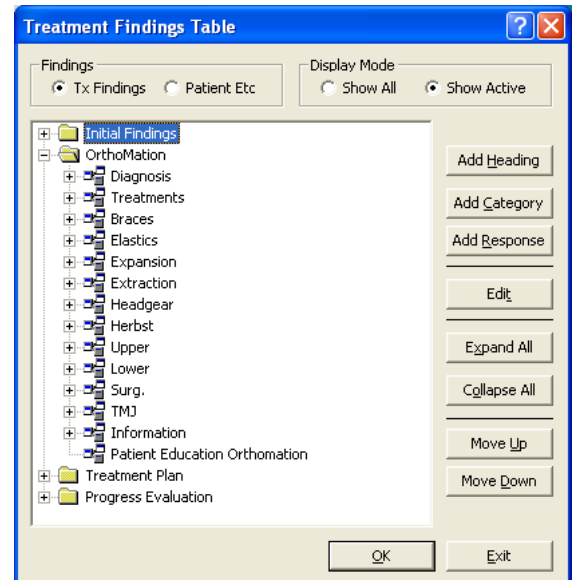 Treatment Findings Table
Findings
Tx Findings Patient Etc
Display Mode
Show All Show Active
Initial Findings
OrthoMation
Diagnosis
Treatments
Braces
Elastics
Expansion
Extraction
Headgear
Herbst
Upper
Lower
Surg.
TMJ
Information
Patient Education Orthomation
Treatment Plan
Progress Evaluation
Add Heading
Add Category
Add Response
Edit
Expand All
Collapse All
Move Up
Move Down
OK
Exit